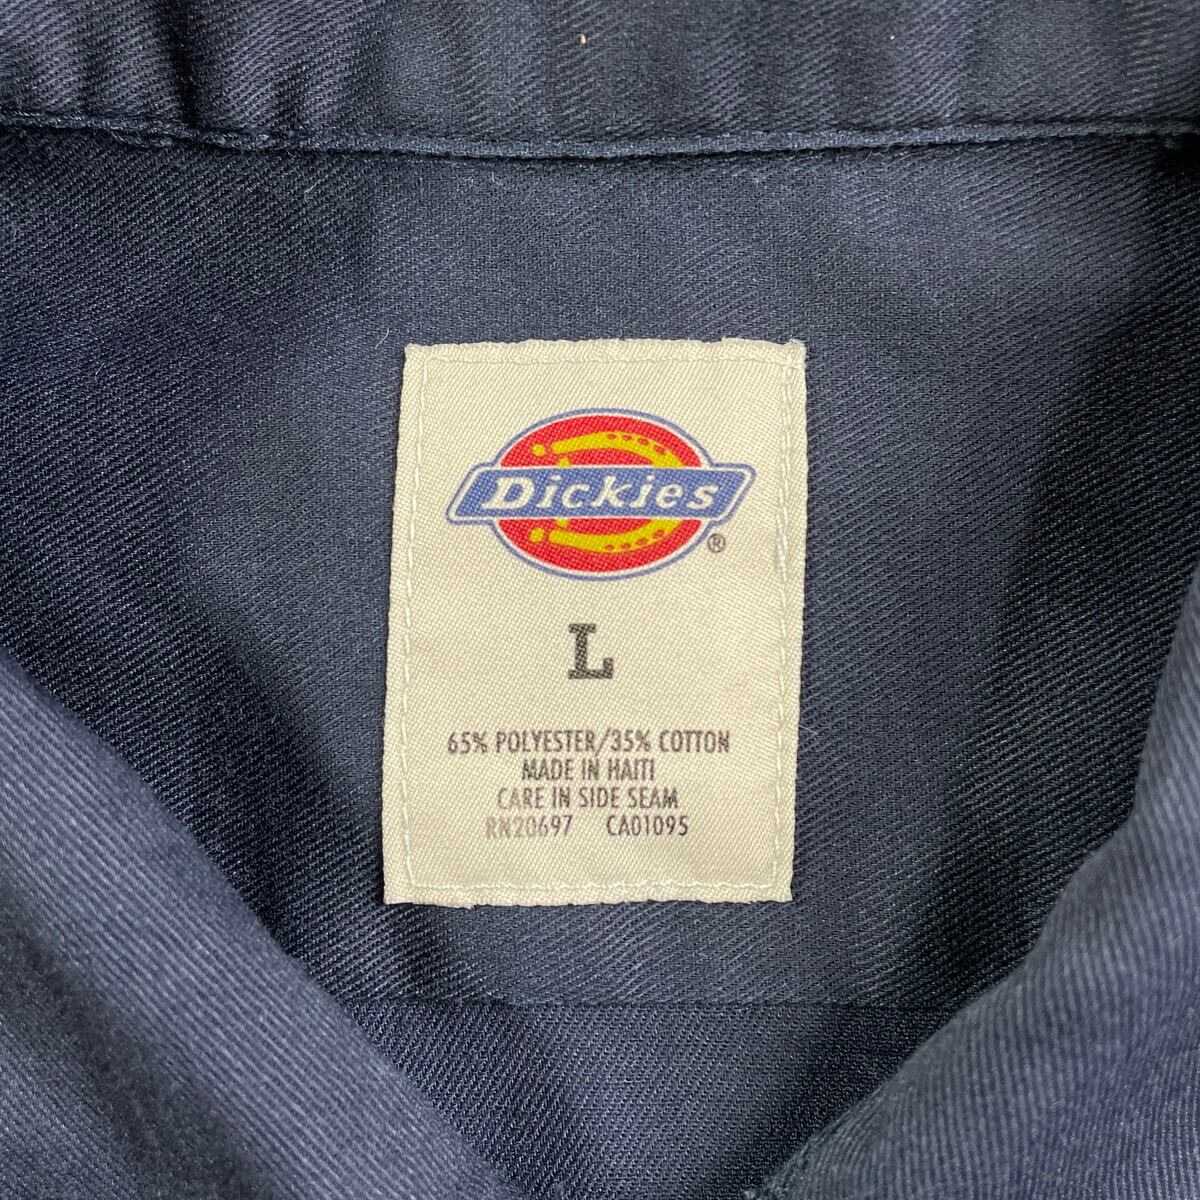 Dickies
®
L
65% POLYESTER/35% COTTON
MADE IN HAITI
CARE IN SIDE SEAM
RN20697 CA01095